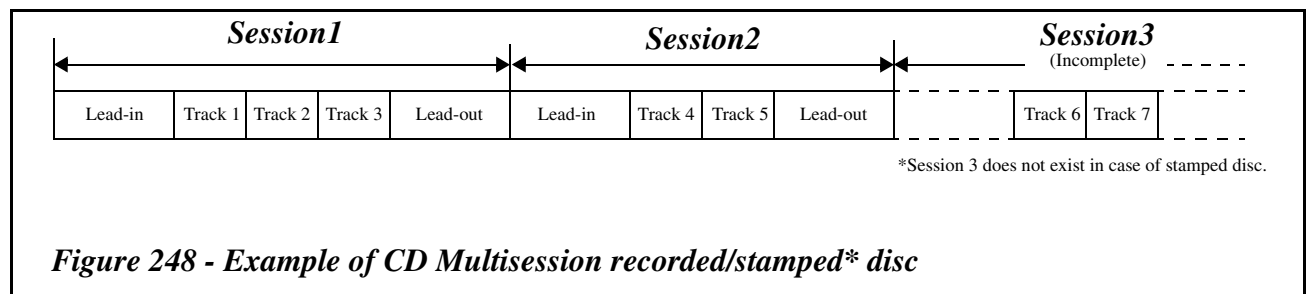 Session1 Session2 Session3
(Incomplete)
Lead-in Track 1 Track 2 Track 3 Lead-out Lead-in Track 4 Track 5 Lead-out Track 6 Track 7
*Session 3 does not exist in case of stamped disc.
Figure 248 - Example of CD Multisession recorded/stamped* disc